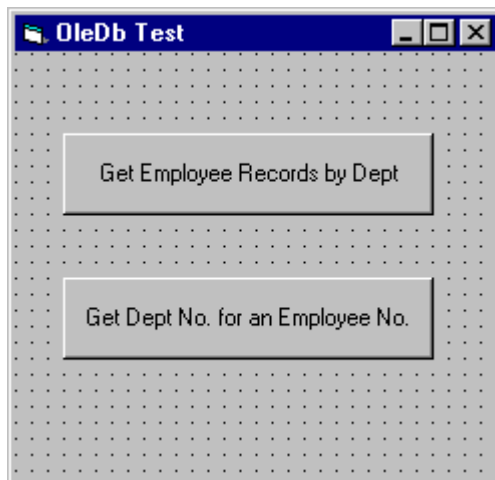 OleDb Test
Get Employee Records by Dept
Get Dept No. for an Employee No.